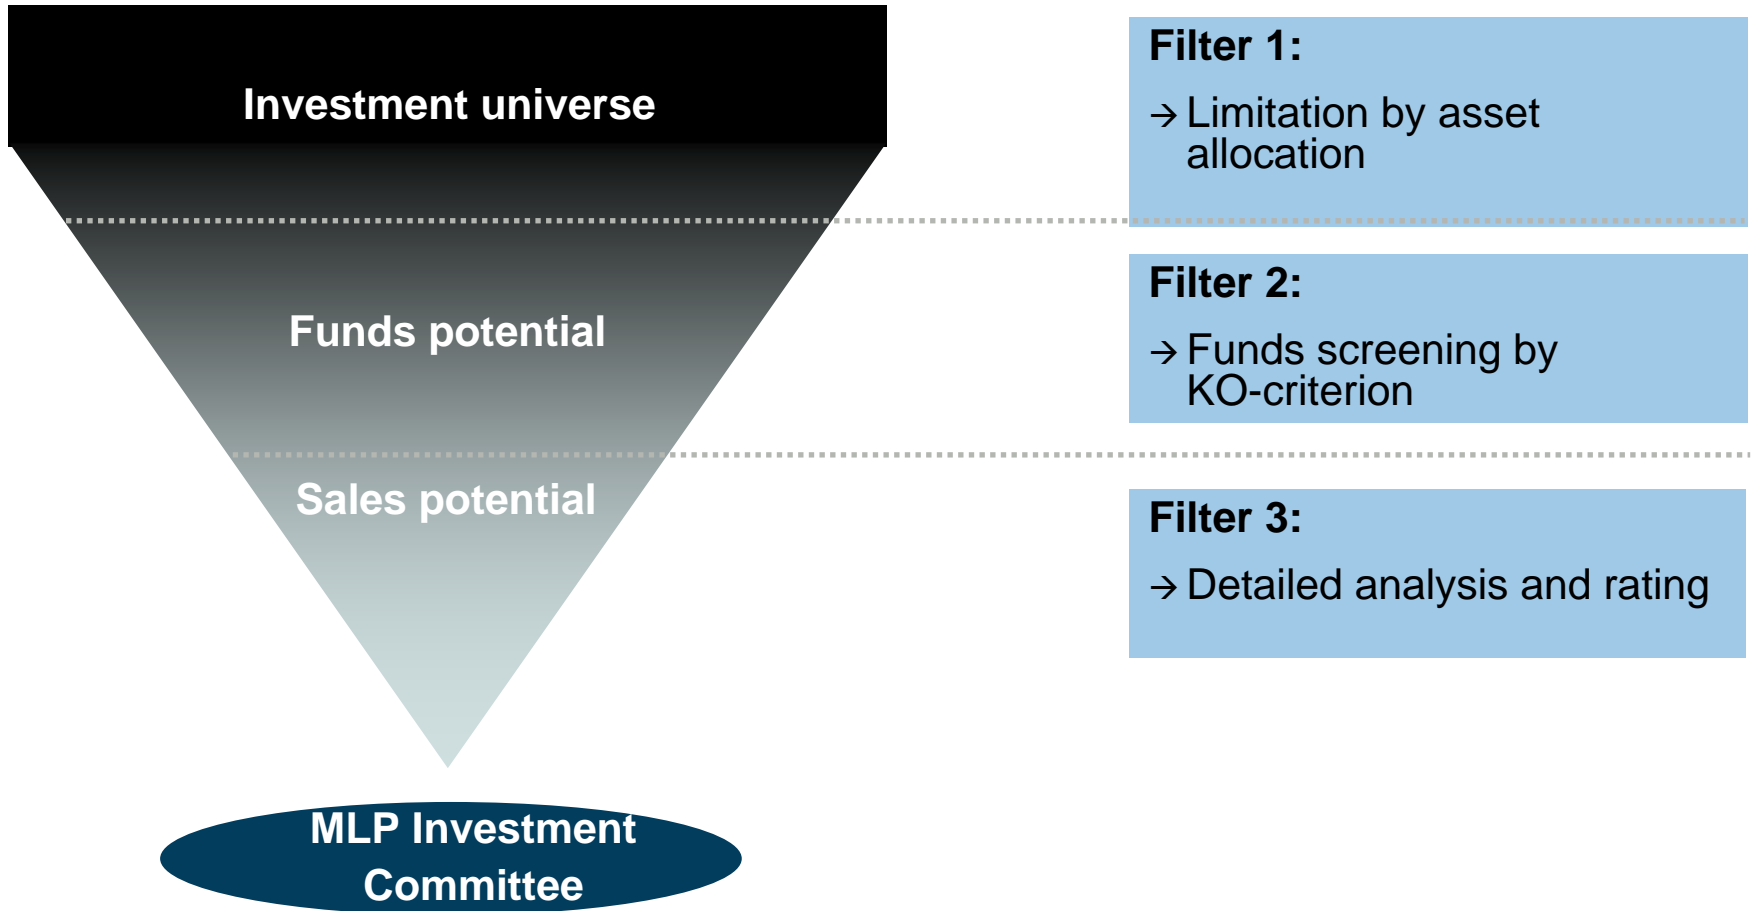 Investment universe
Funds potential
Sales potential
MLP Investment
Committee
Filter 1:
→ Limitation by asset
allocation
Filter 2:
→ Funds screening by
KO-criterion
Filter 3:
→ Detailed analysis and rating